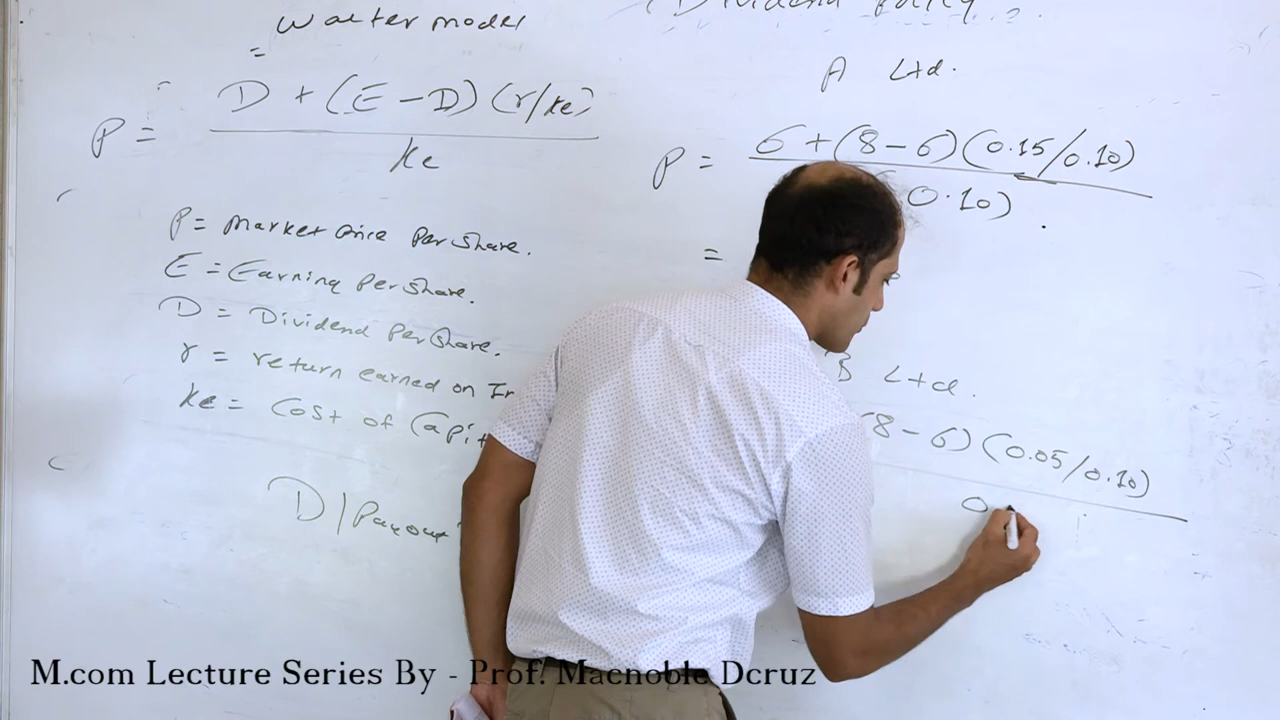 Walter model
=
P = D + (E - D) (r/ke)
ke
P = Market Price Per Share.
E = Earning Per Share.
D = Dividend Per Share.
r = return earned on
ke = Cost of
D/Payout
Dividend Policy
A Ltd.
P = 6 + (8 - 6) (0.15/0.10)
0.10)
=
B Ltd.
(8 - 6) (0.05/0.10)
0.
M.com Lecture Series By - Prof. Macnoble Dcruz